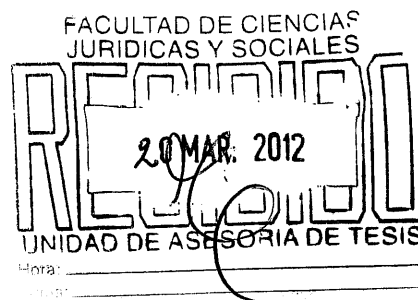 FACULTAD DE CIENCIAS
JURIDICAS Y SOCIALES
RECIBIDO
20 MAR. 2012
UNIDAD DE ASESORIA DE TESIS
Hora: